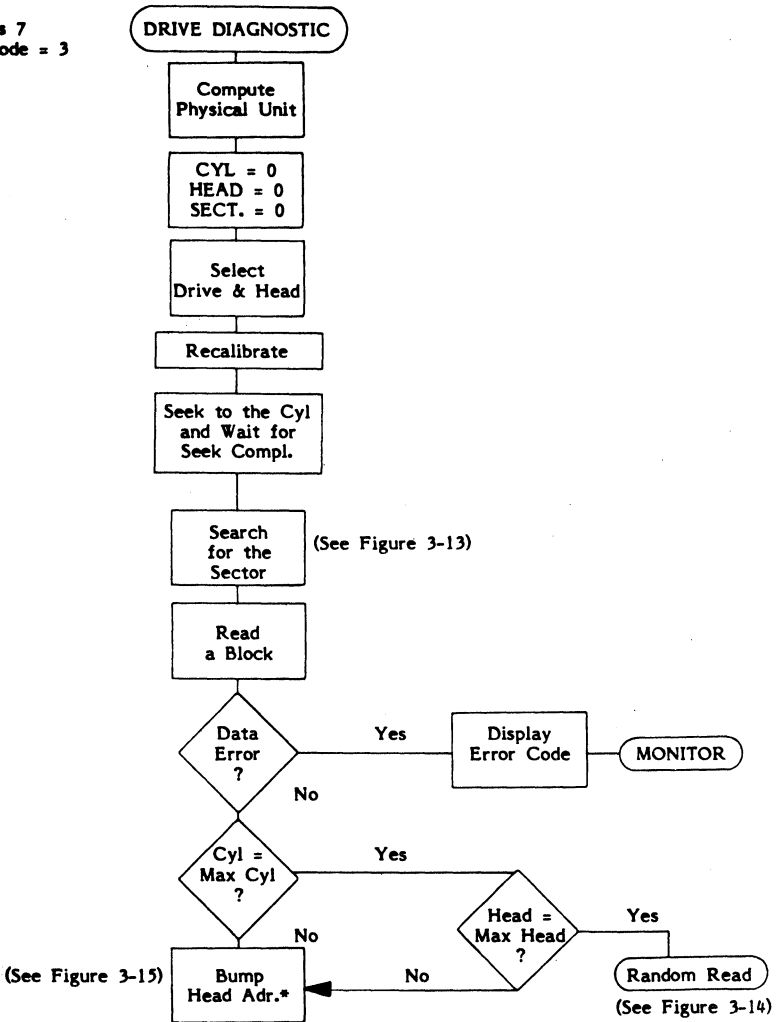 s 7
ode = 3
DRIVE DIAGNOSTIC
Compute
Physical Unit
CYL = 0
HEAD = 0
SECT. = 0
Select
Drive & Head
Recalibrate
Seek to the Cyl
and Wait for
Seek Compl.
Search
for the
Sector
(See Figure 3-13)
Read
a Block
Data
Error
?
Yes
Display
Error Code
MONITOR
No
Cyl =
Max Cyl
?
Yes
Head =
Max Head
?
Yes
No
(See Figure 3-15)
Bump
Head Adr.*
No
Random Read
(See Figure 3-14)